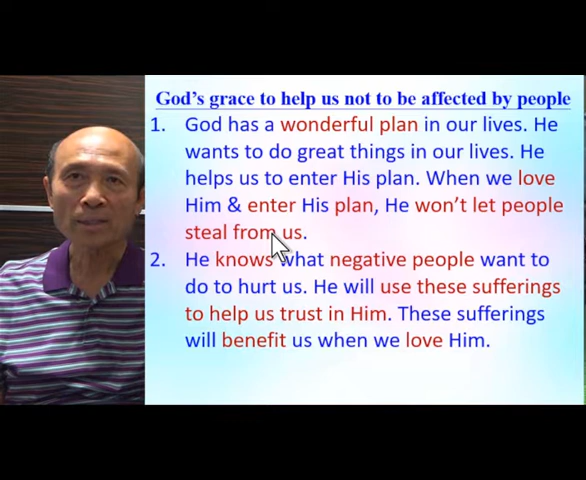 God's grace to help us not to be affected by people
1. God has a wonderful plan in our lives. He
wants to do great things in our lives. He
helps us to enter His plan. When we love
Him & enter His plan, He won't let people
steal from us.
2. He knows what negative people want to
do to hurt us. He will use these sufferings
to help us trust in Him. These sufferings
will benefit us when we love Him.